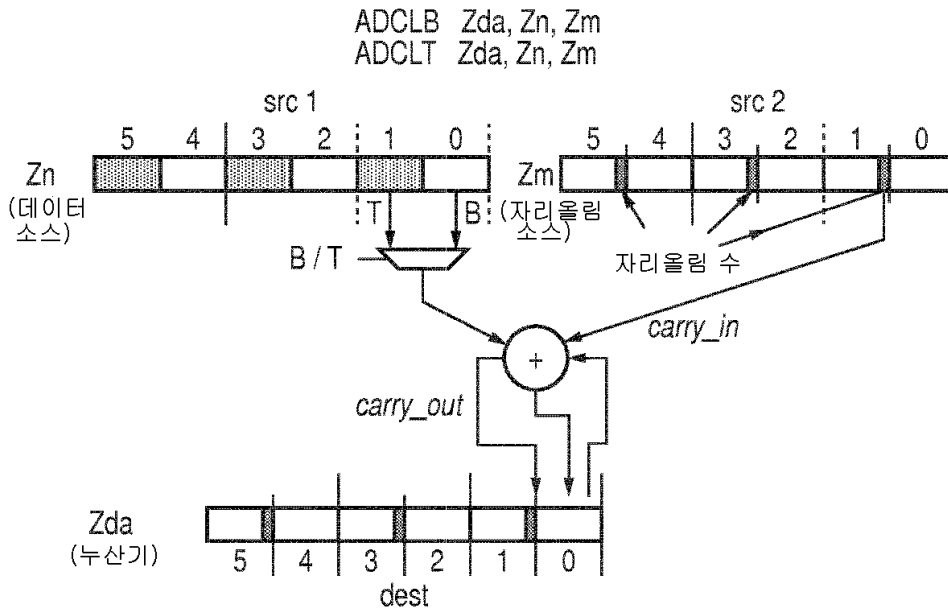 ADCLB Zda, Zn, Zm
ADCLT Zda, Zn, Zm
src 1
src 2
5 4 3 2 1 0
5 4 3 2 1 0
Zn
(데이터
소스)
Zm
(자리올림
소스)
T
B
B / T
자리올림 수
carry_in
+
carry_out
Zda
(누산기)
5 4 3 2 1 0
dest